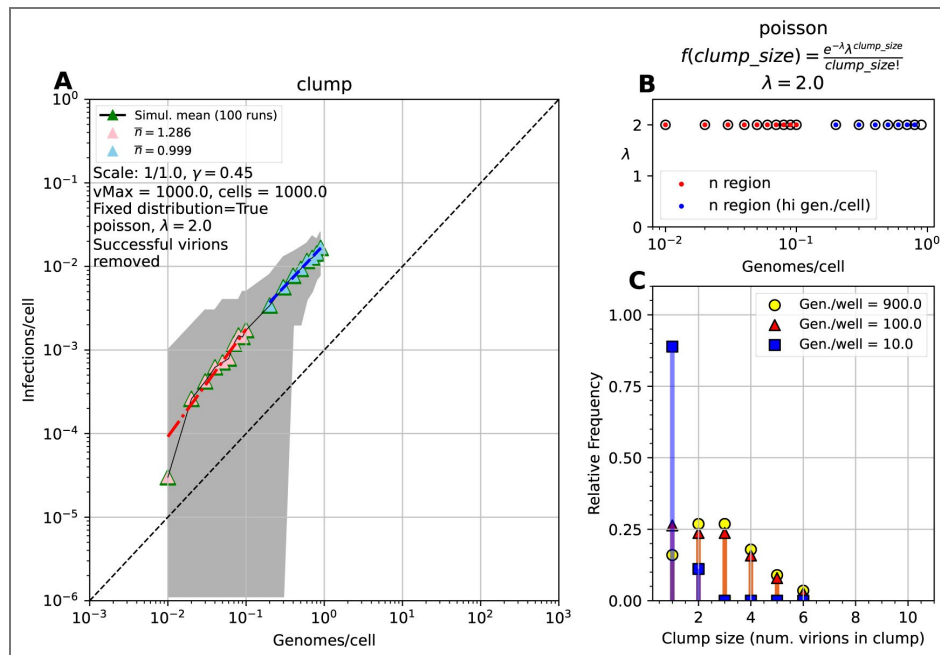 poisson
f(clump_size) = e^{-λ}λ^{clump_size}/clump_size!
λ = 2.0
A
clump
Simul. mean (100 runs)
n̅ = 1.286
n̅ = 0.999
Scale: 1/1.0, γ = 0.45
vMax = 1000.0, cells = 1000.0
Fixed distribution=True
poisson, λ = 2.0
Successful virions
removed
10^0
10^{-1}
10^{-2}
10^{-3}
10^{-4}
10^{-5}
10^{-6}
Infections/cell
10^{-3} 10^{-2} 10^{-1} 10^0 10^1 10^2 10^3
Genomes/cell
B
2
1
0
λ
n region
n region (hi gen./cell)
10^{-2} 10^{-1} 10^0
Genomes/cell
C
Gen./well = 900.0
Gen./well = 100.0
Gen./well = 10.0
1.00
0.75
0.50
0.25
0.00
Relative Frequency
2 4 6 8 10
Clump size (num. virions in clump)